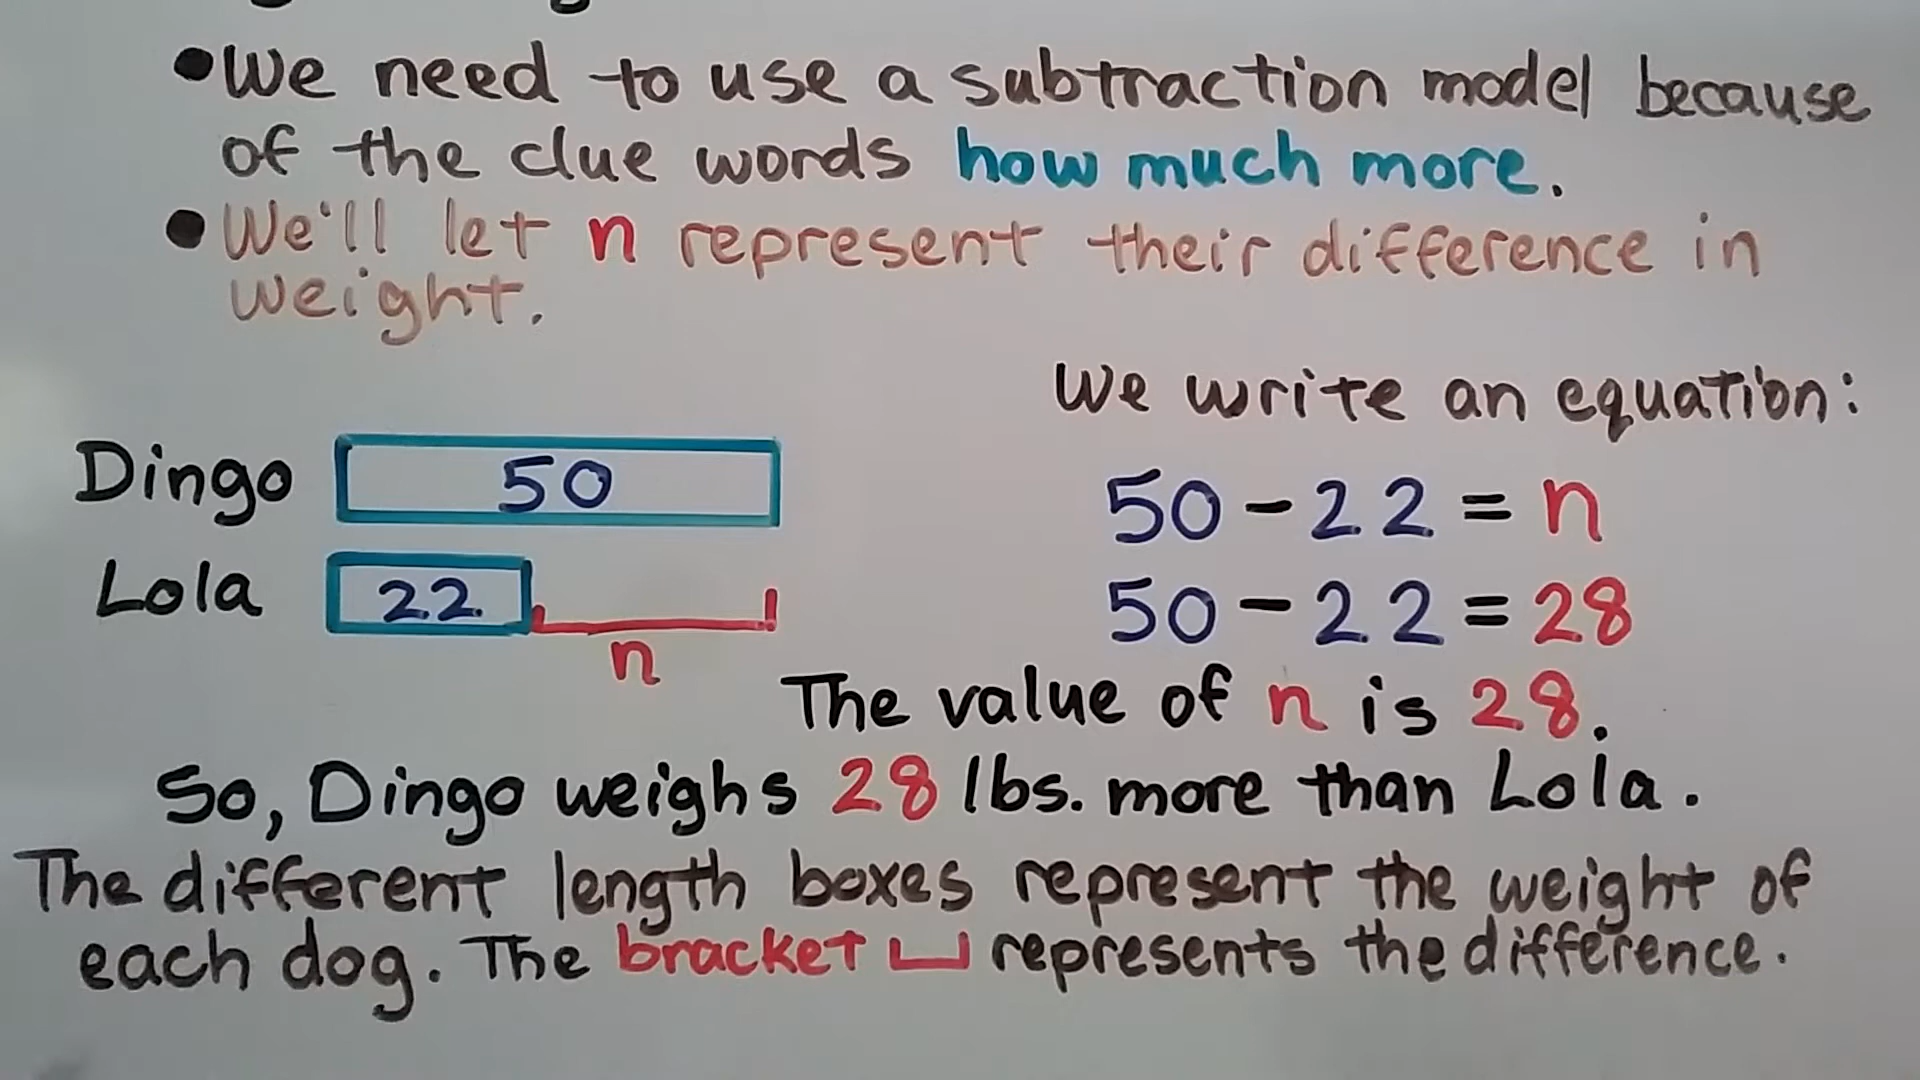 •We need to use a subtraction model because
of the clue words how much more.
•We'll let n represent their difference in
weight.
We write an equation:
Dingo 50
50-22=n
Lola 22
50-22=28
n
The value of n is 28.
So, Dingo weighs 28 lbs. more than Lola.
The different length boxes represent the weight of
each dog. The bracket ⎵ represents the difference.